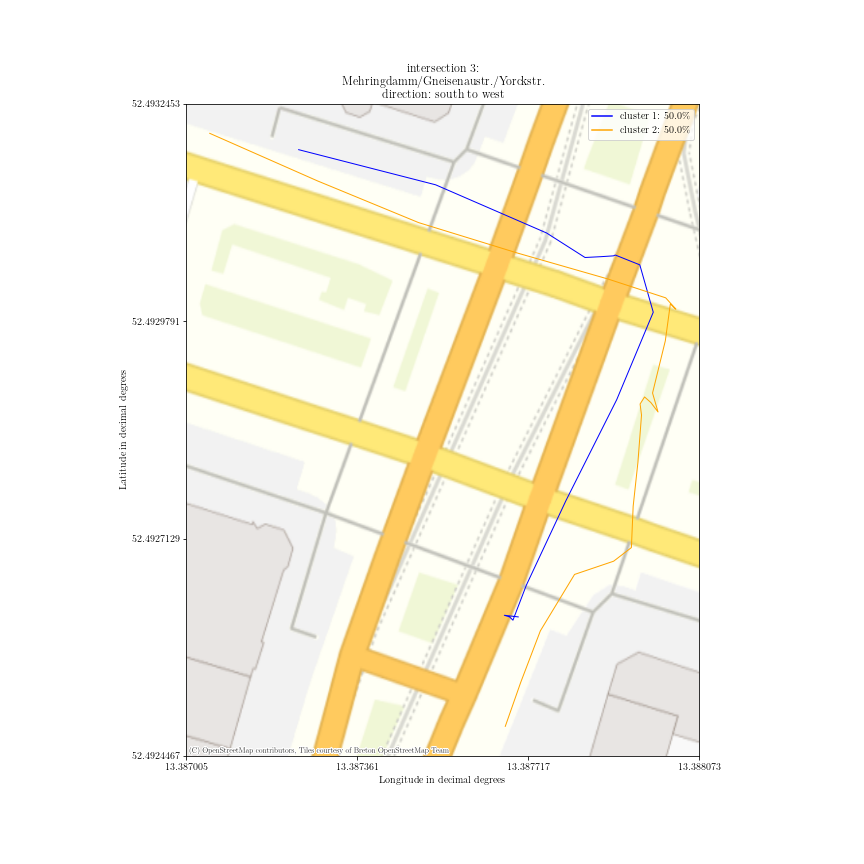 intersection 3:
Mehringdamm/Gneisenaustr./Yorckstr.
direction: south to west
52.4932453
cluster 1: 50.0%
cluster 2: 50.0%
52.4929791
Latitude in decimal degrees
52.4927129
52.4924467
(C) OpenStreetMap contributors, Tiles courtesy of Breton OpenStreetMap Team
13.387005
13.387361
13.387717
13.388073
Longitude in decimal degrees